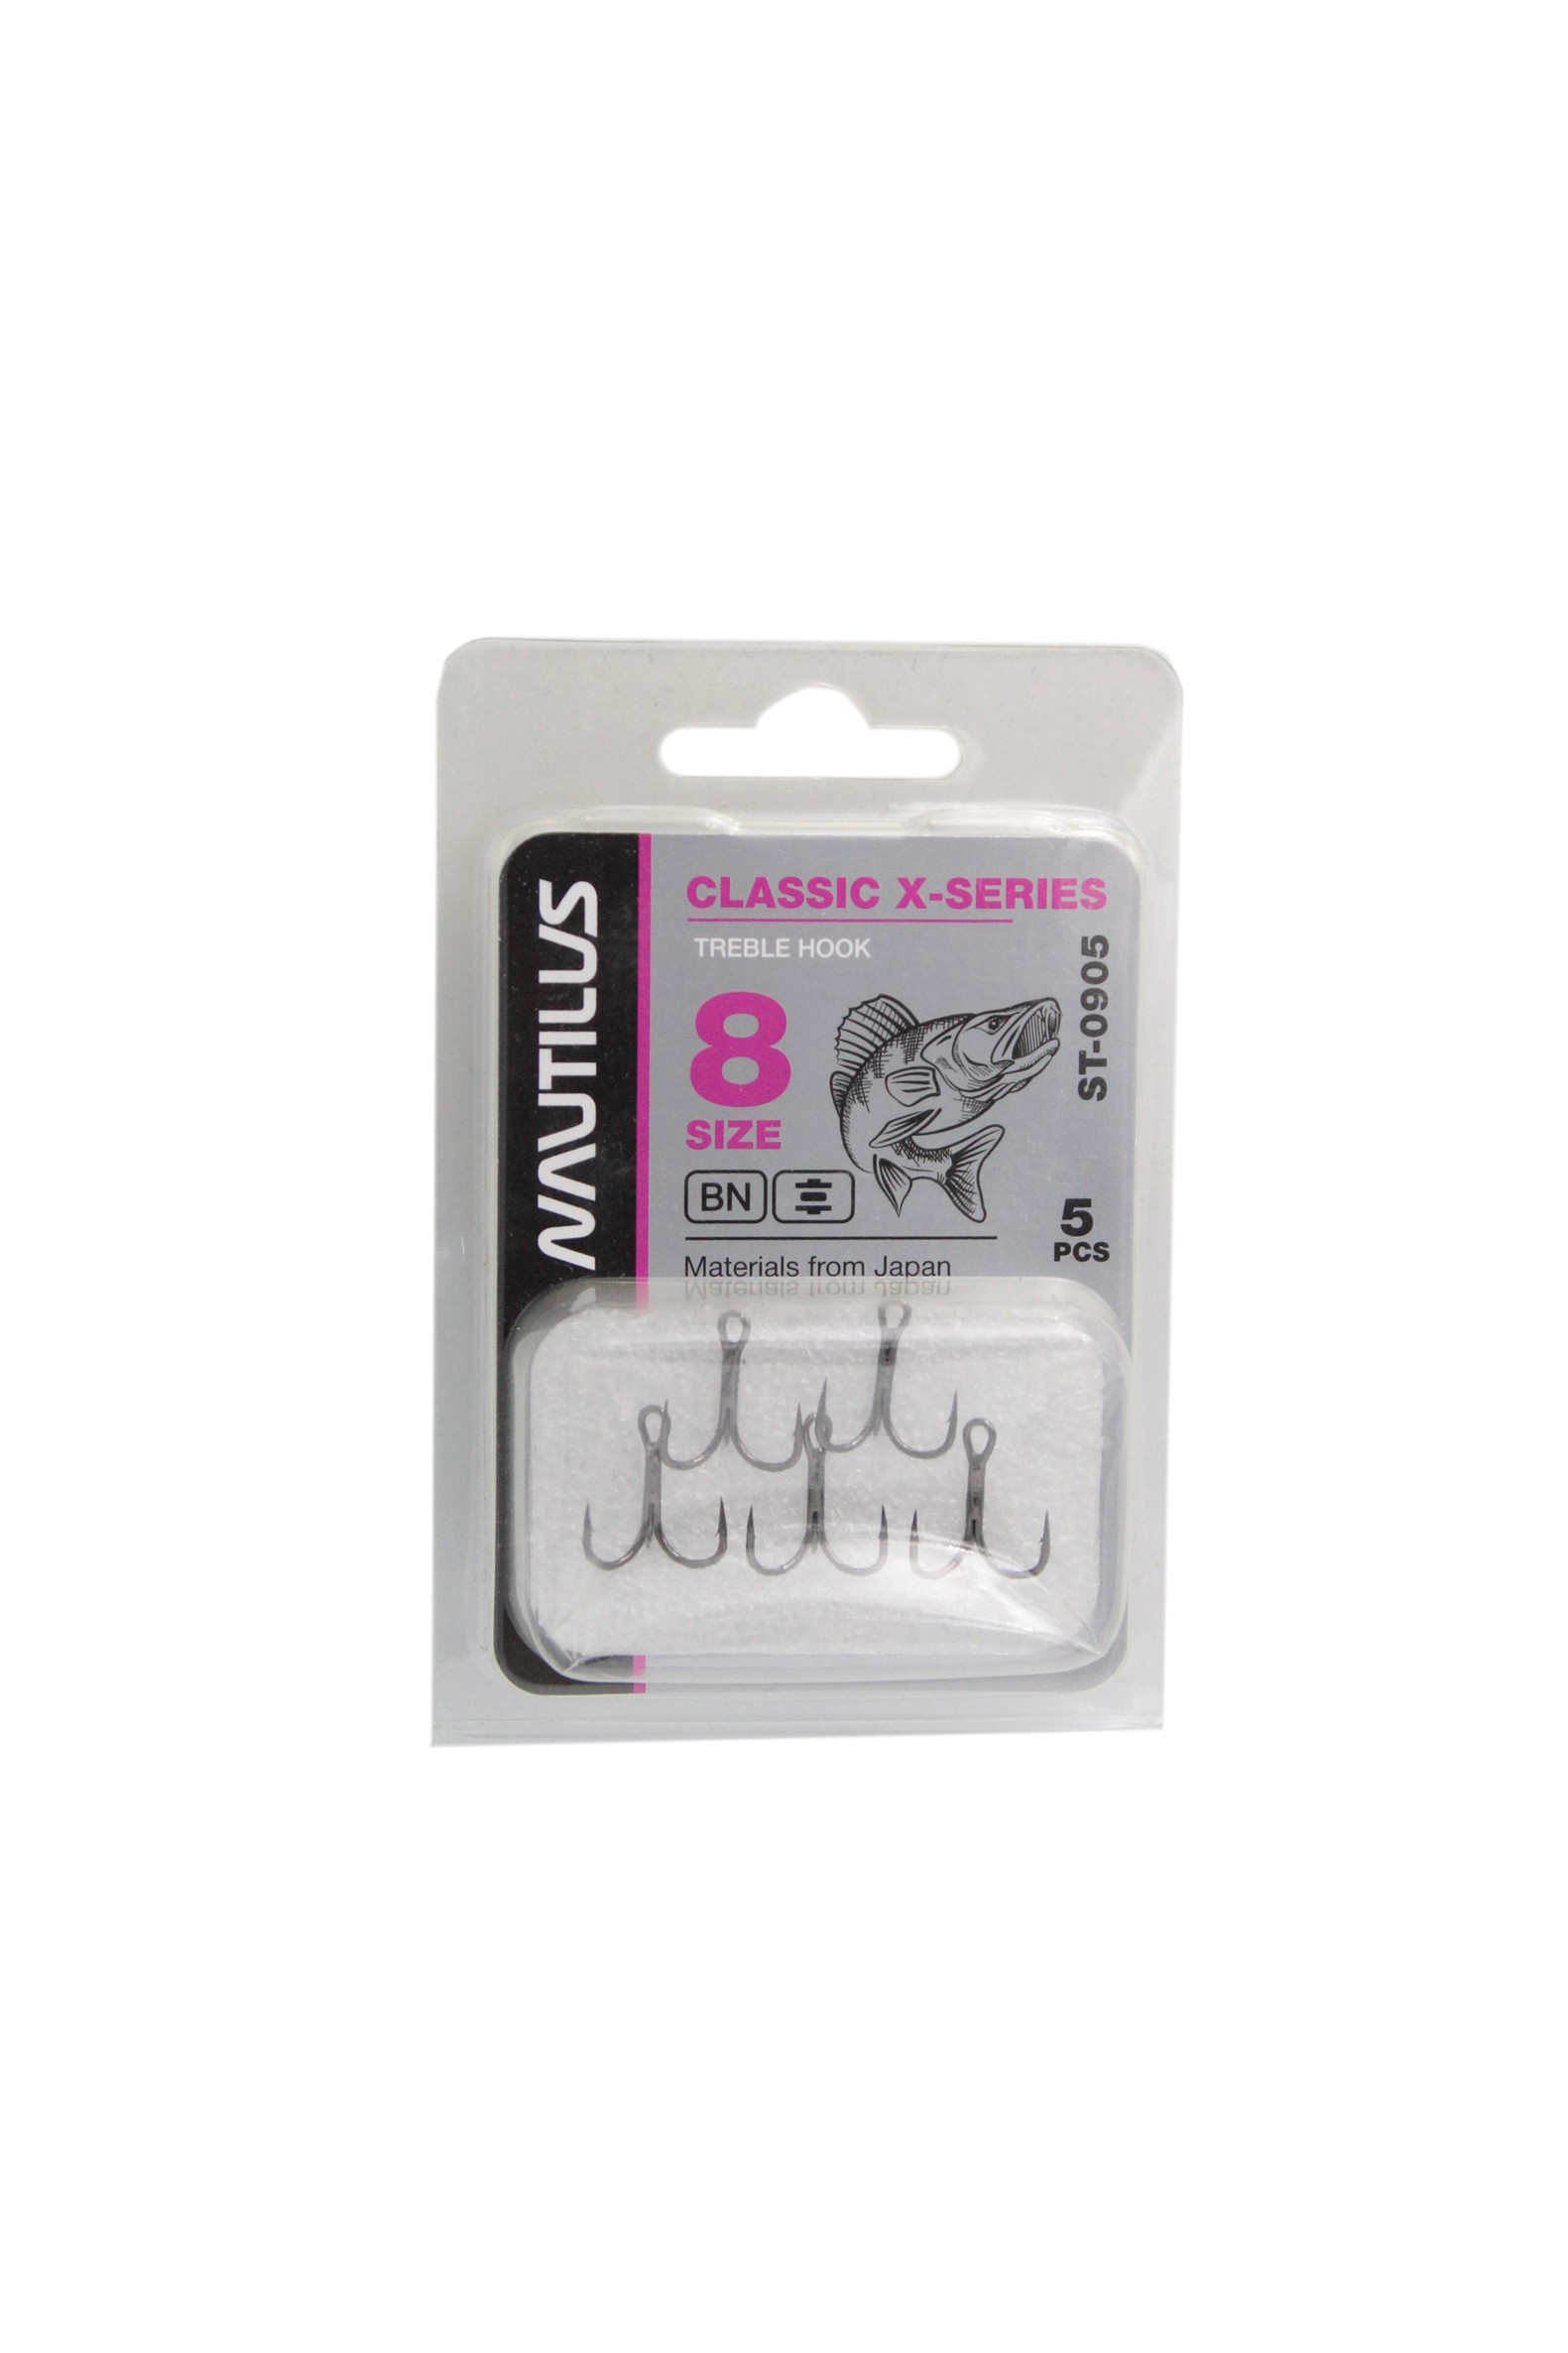 NAUTILUS
CLASSIC X-SERIES
TREBLE HOOK
ST-0905
8
SIZE
BN
5
PCS
Materials from Japan